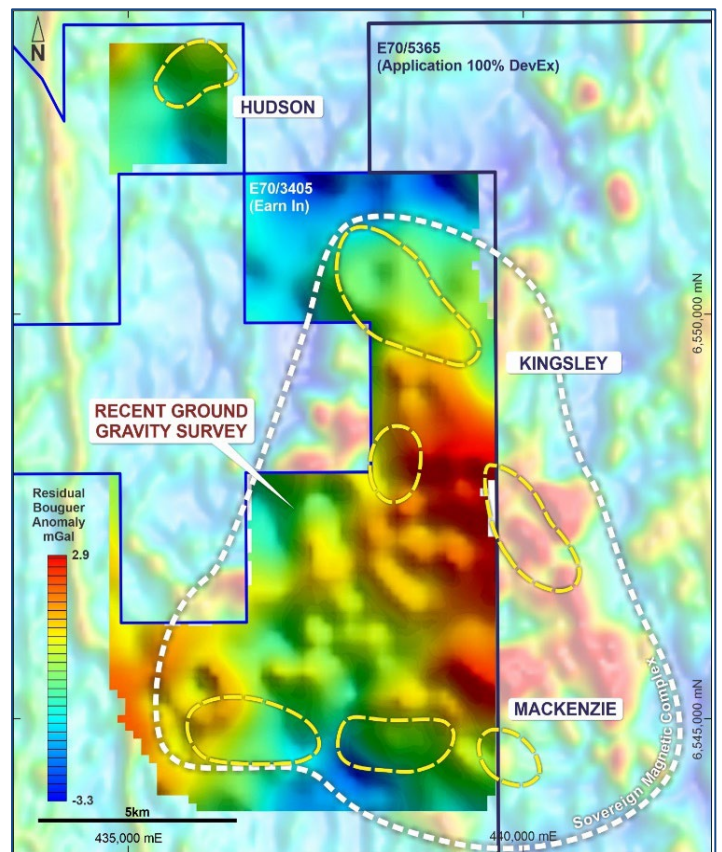 N
E70/5365
(Application 100% DevEx)
HUDSON
E70/3405
(Earn In)
6,550,000 mN
KINGSLEY
RECENT GROUND
GRAVITY SURVEY
Residual
Bouguer
Anomaly
mGal
2.9
-3.3
MACKENZIE
6,545,000 mN
Sovereign Magnetic Complex
5km
435,000 mE
440,000 mE